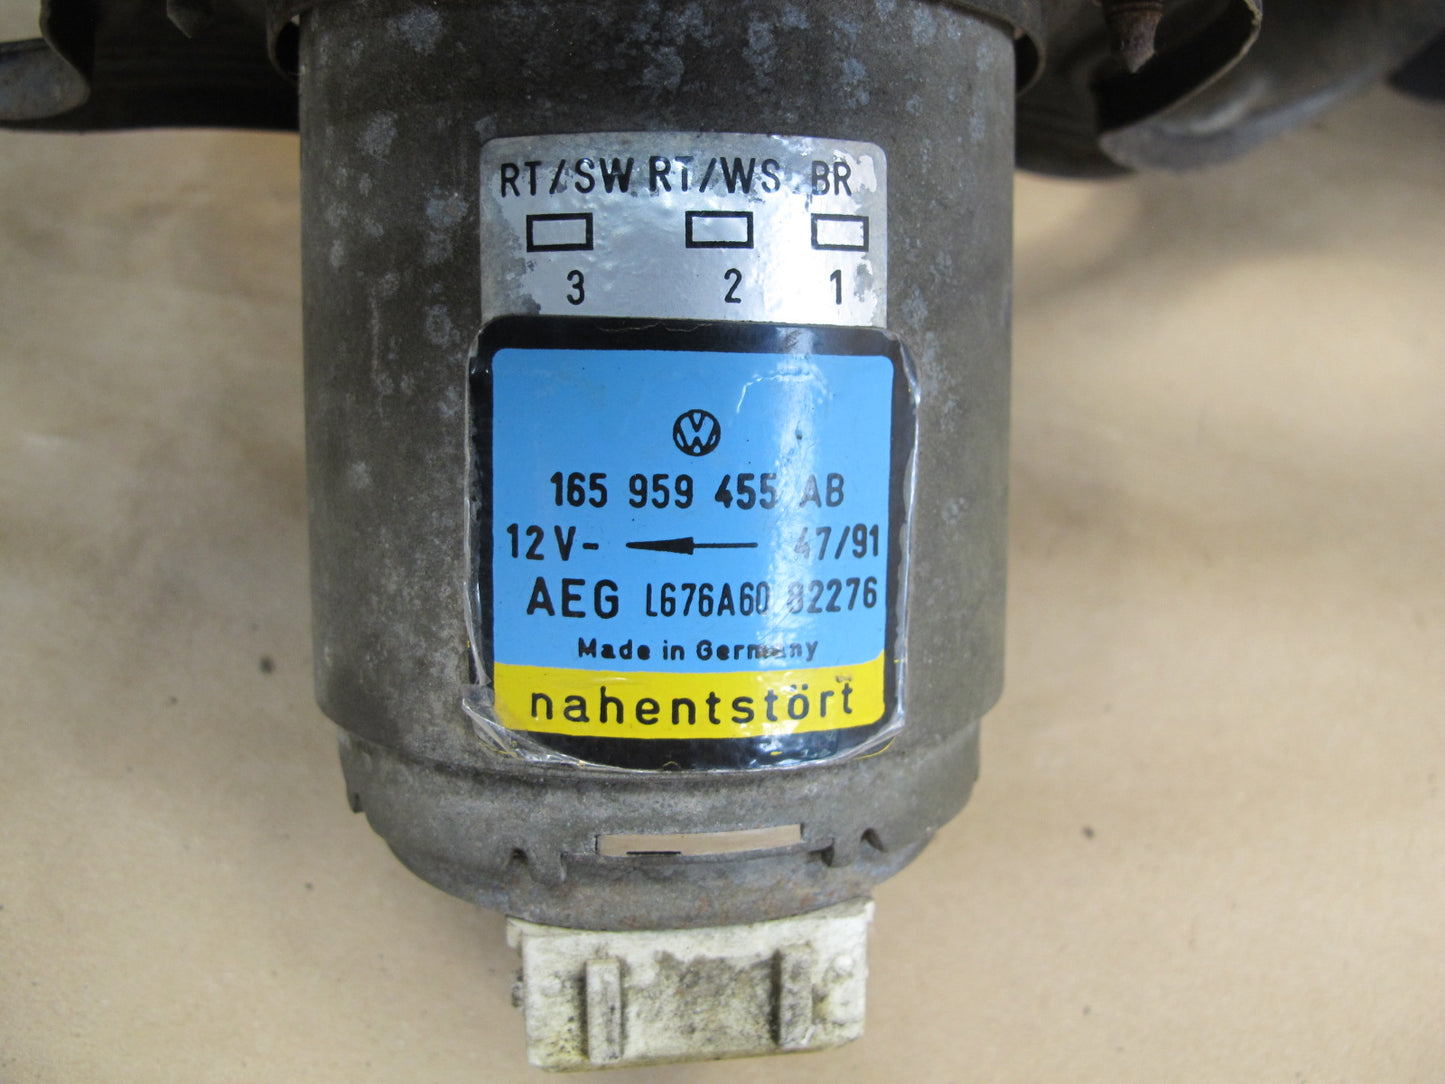 RT/SW RT/WS BR
3 2 1
165 959 455 AB
12V- 47/91
AEG L676A60 82276
Made in Germany
nahentstört